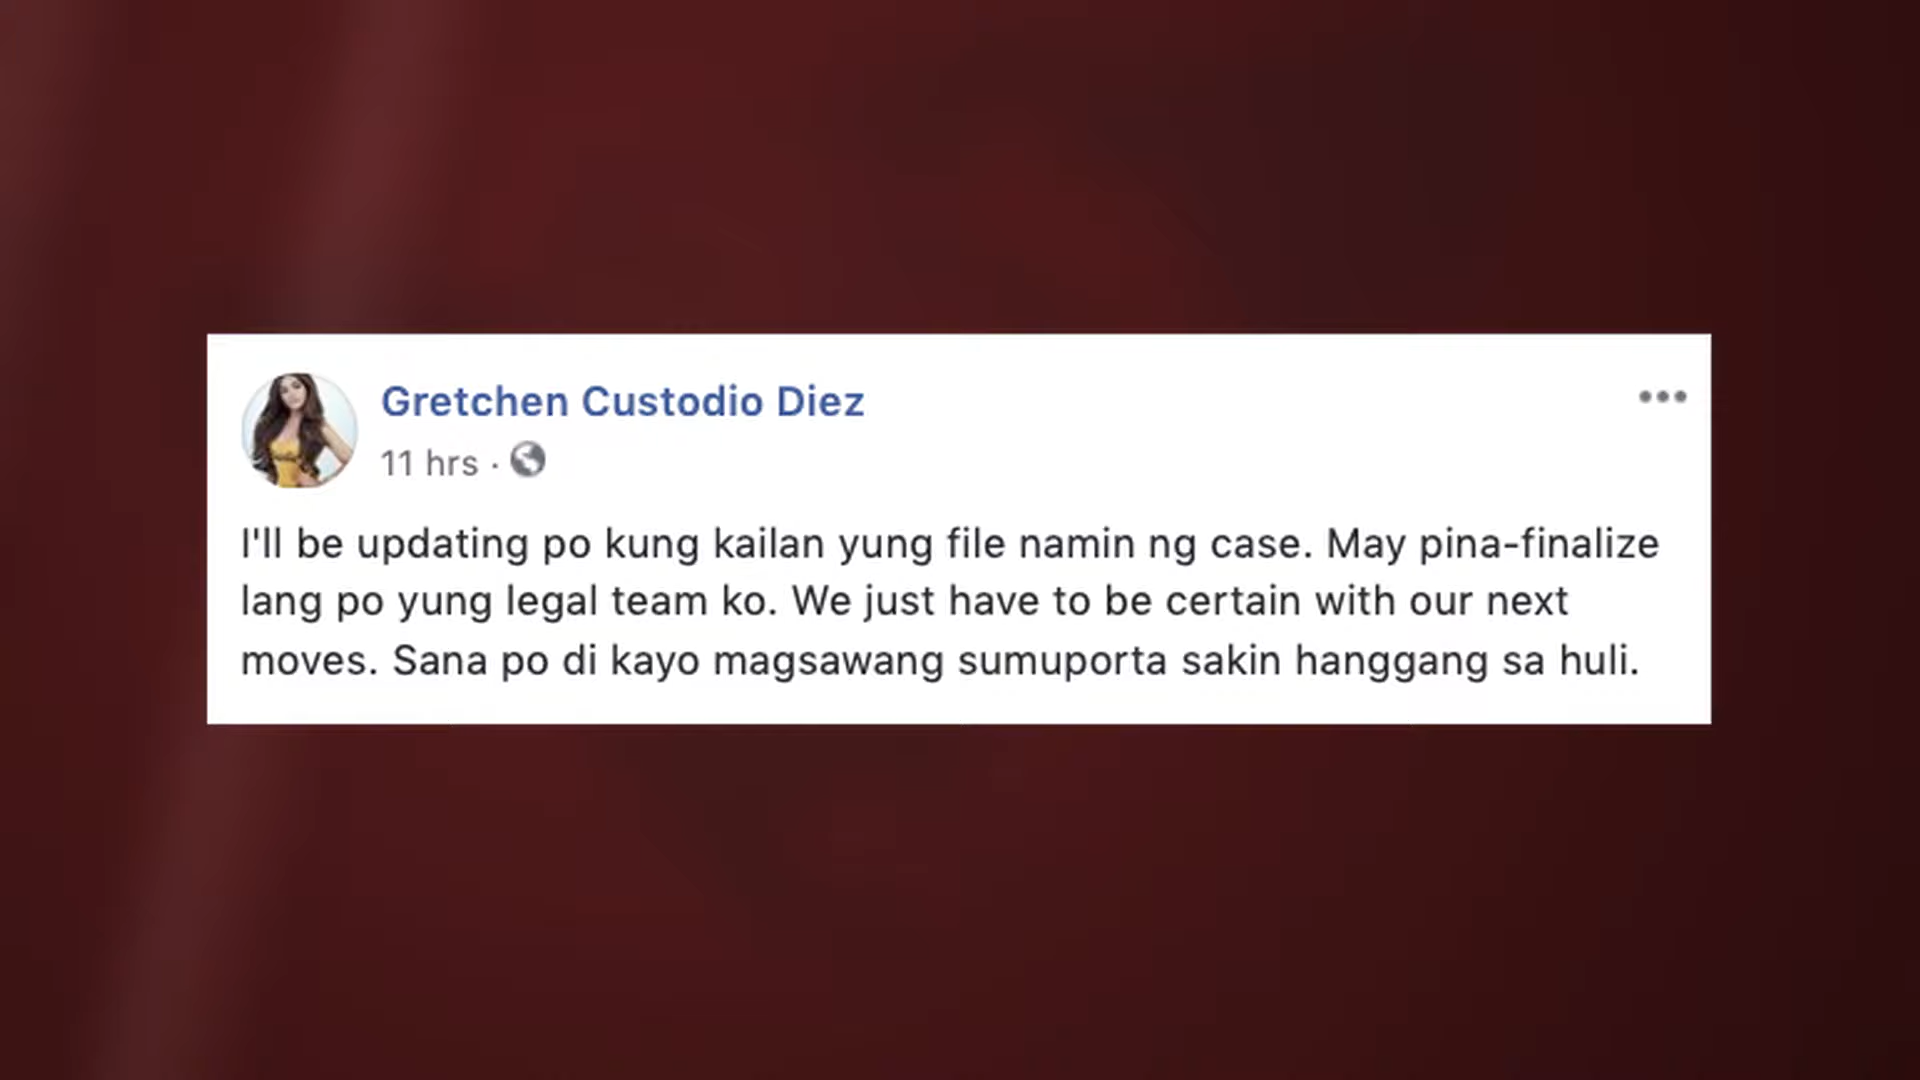 Gretchen Custodio Diez
11 hrs ·
I'll be updating po kung kailan yung file namin ng case. May pina-finalize
lang po yung legal team ko. We just have to be certain with our next
moves. Sana po di kayo magsawang sumuporta sakin hanggang sa huli.